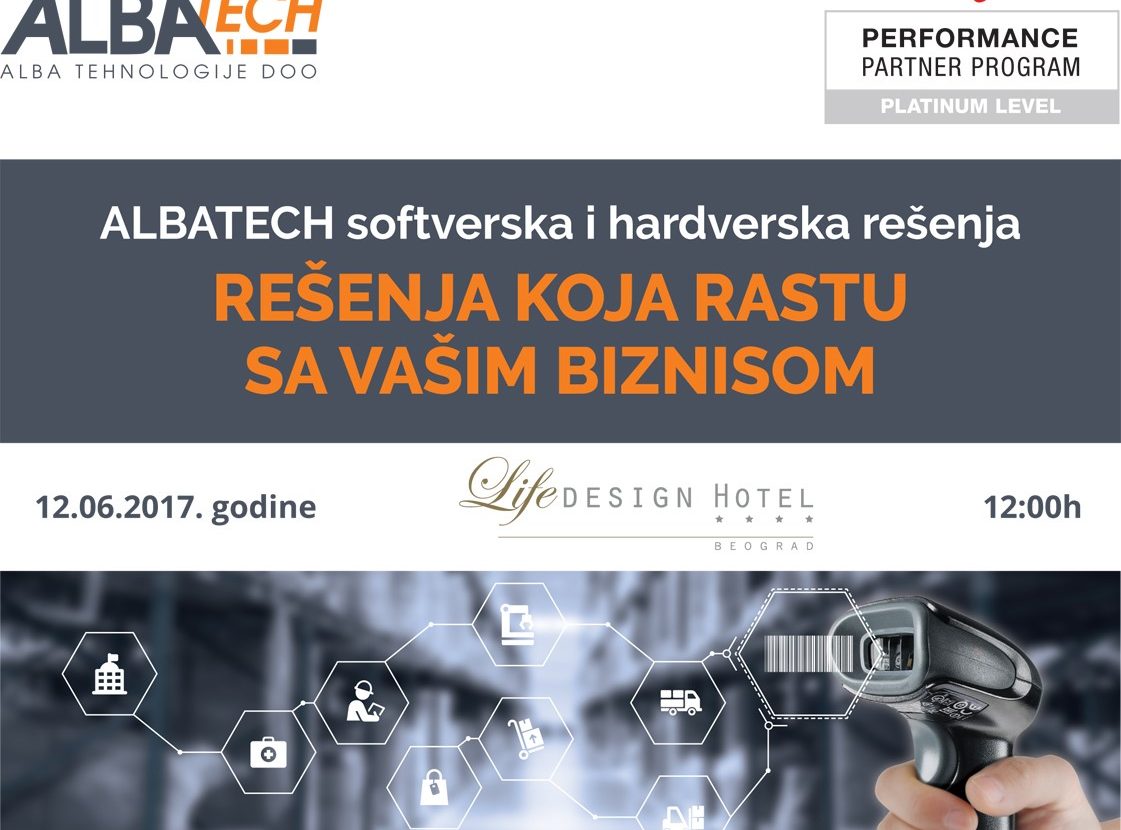 ALBATECH
ALBA TEHNOLOGIJE DOO
PERFORMANCE
PARTNER PROGRAM
PLATINUM LEVEL
ALBATECH softverska i hardverska rešenja
REŠENJA KOJA RASTU
SA VAŠIM BIZNISOM
12.06.2017. godine
Life DESIGN HOTEL
BEOGRAD
12:00h